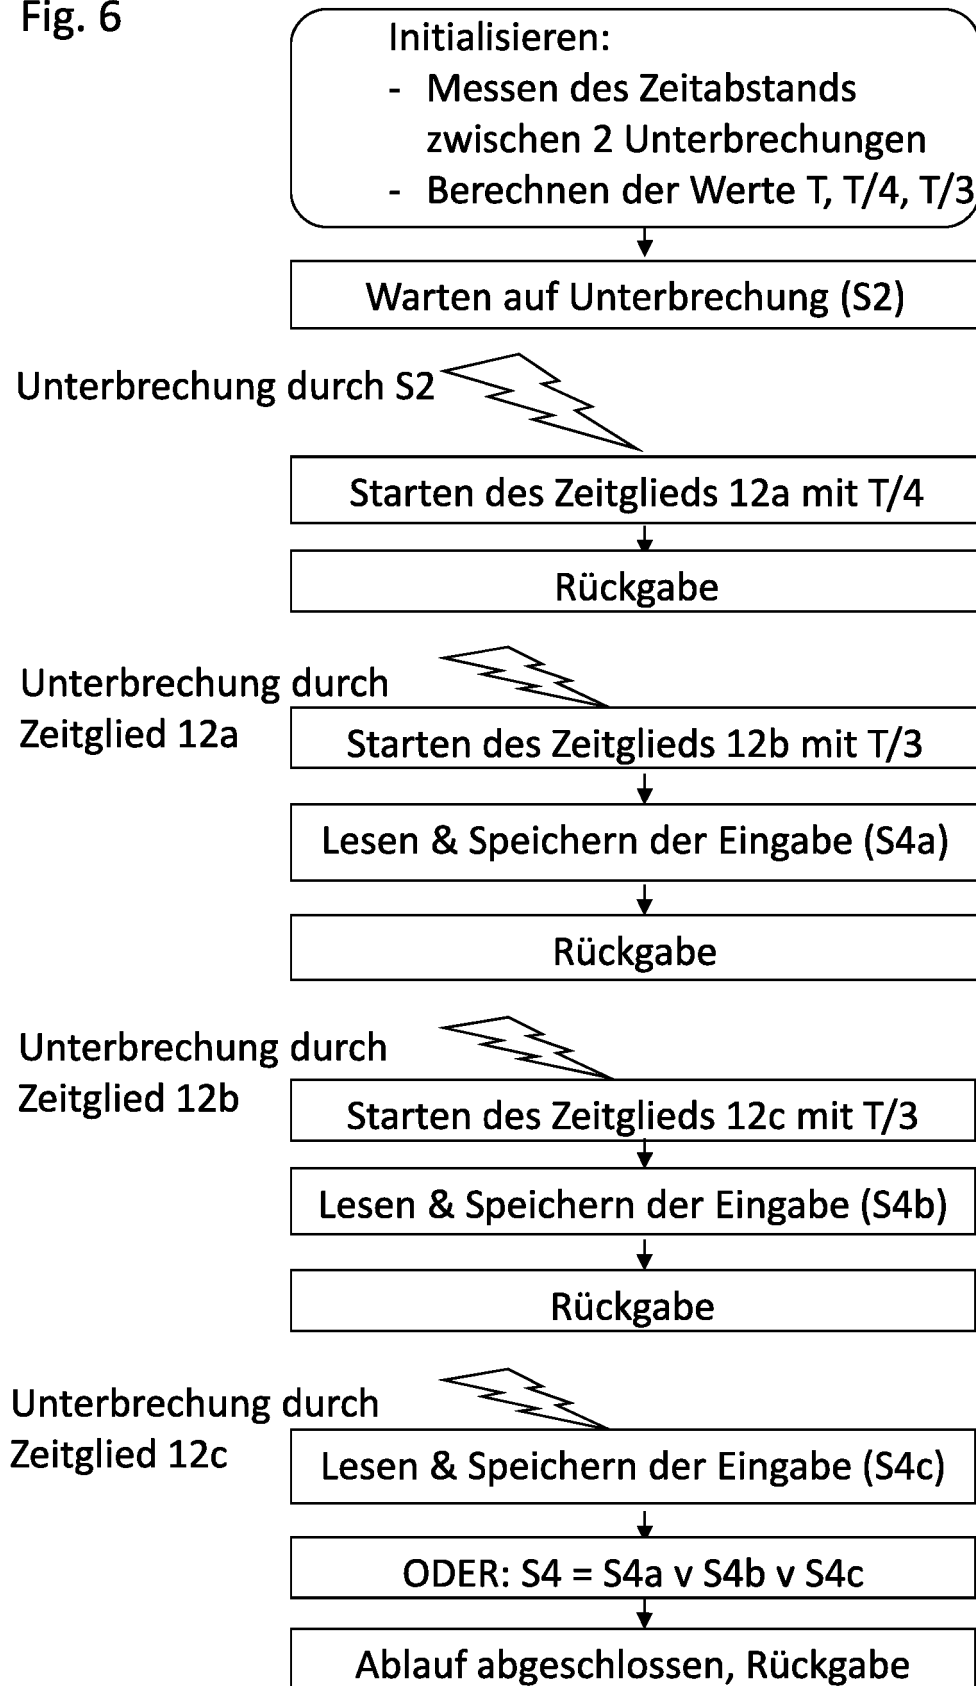 Fig. 6
Initialisieren:
- Messen des Zeitabstands
zwischen 2 Unterbrechungen
- Berechnen der Werte T, T/4, T/3
Warten auf Unterbrechung (S2)
Unterbrechung durch S2
Starten des Zeitglieds 12a mit T/4
Rückgabe
Unterbrechung durch
Zeitglied 12a
Starten des Zeitglieds 12b mit T/3
Lesen & Speichern der Eingabe (S4a)
Rückgabe
Unterbrechung durch
Zeitglied 12b
Starten des Zeitglieds 12c mit T/3
Lesen & Speichern der Eingabe (S4b)
Rückgabe
Unterbrechung durch
Zeitglied 12c
Lesen & Speichern der Eingabe (S4c)
ODER: S4 = S4a v S4b v S4c
Ablauf abgeschlossen, Rückgabe